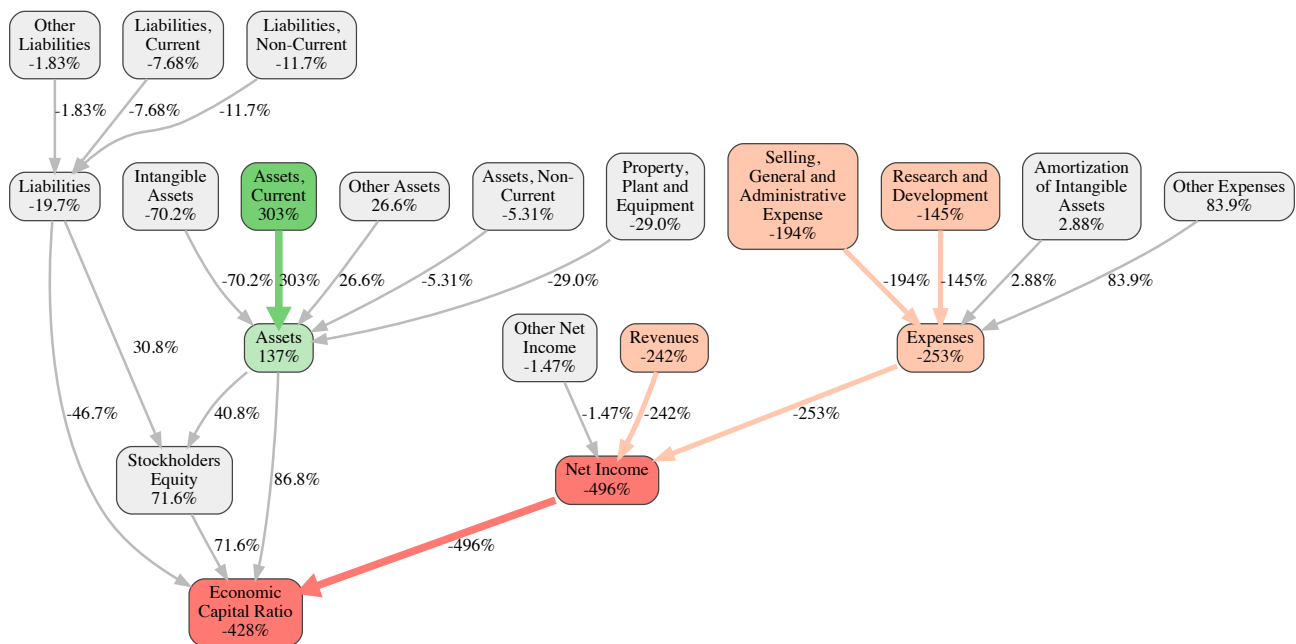 Other
Liabilities
-1.83%
Liabilities,
Current
-7.68%
Liabilities,
Non-Current
-11.7%
-1.83%
-7.68%
-11.7%
Liabilities
-19.7%
Intangible
Assets
-70.2%
Assets,
Current
303%
Other Assets
26.6%
Assets, Non-
Current
-5.31%
Property,
Plant and
Equipment
-29.0%
Selling,
General and
Administrative
Expense
-194%
Research and
Development
-145%
Amortization
of Intangible
Assets
2.88%
Other Expenses
83.9%
-70.2%
303%
26.6%
-5.31%
-29.0%
-194%
-145%
2.88%
83.9%
Assets
137%
Other Net
Income
-1.47%
Revenues
-242%
Expenses
-253%
30.8%
-46.7%
40.8%
-1.47%
-242%
-253%
Stockholders
Equity
71.6%
86.8%
Net Income
-496%
71.6%
-496%
Economic
Capital Ratio
-428%